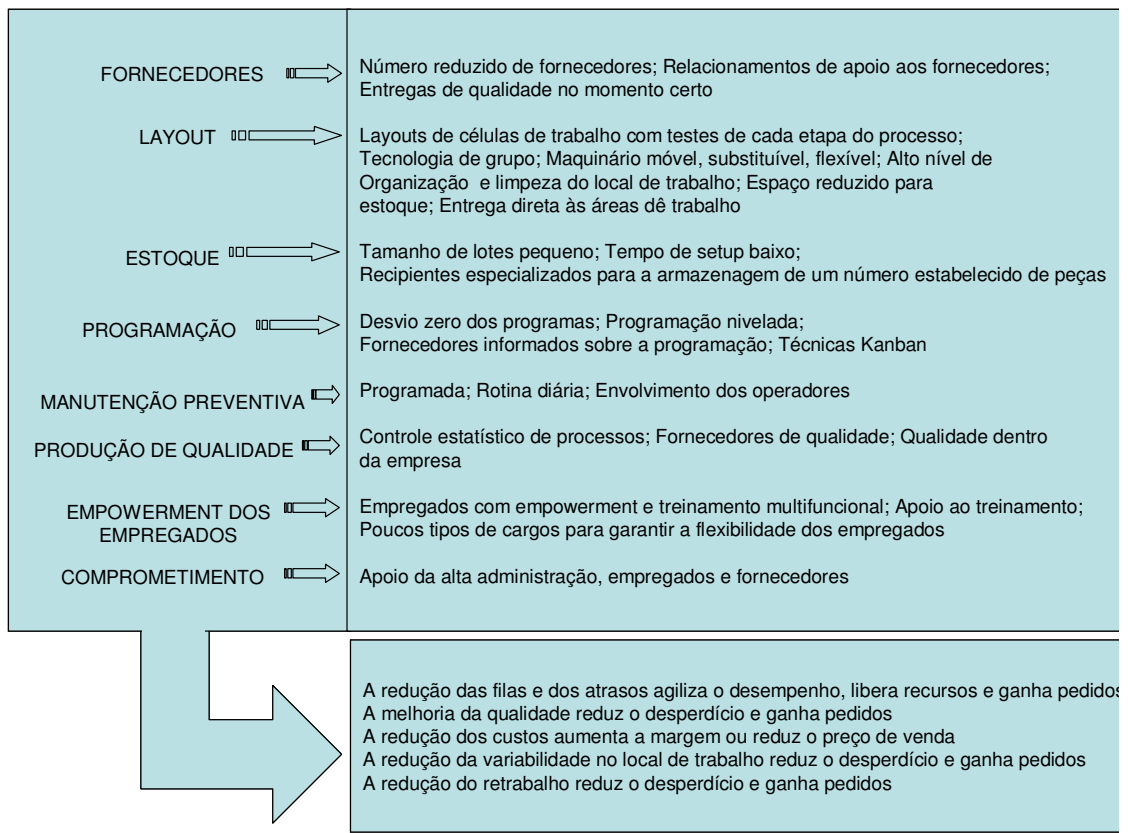 FORNECEDORES
Número reduzido de fornecedores; Relacionamentos de apoio aos fornecedores;
Entregas de qualidade no momento certo
LAYOUT
Layouts de células de trabalho com testes de cada etapa do processo;
Tecnologia de grupo; Maquinário móvel, substituível, flexível; Alto nível de
Organização e limpeza do local de trabalho; Espaço reduzido para
estoque; Entrega direta às áreas dê trabalho
ESTOQUE
Tamanho de lotes pequeno; Tempo de setup baixo;
Recipientes especializados para a armazenagem de um número estabelecido de peças
PROGRAMAÇÃO
Desvio zero dos programas; Programação nivelada;
Fornecedores informados sobre a programação; Técnicas Kanban
MANUTENÇÃO PREVENTIVA
Programada; Rotina diária; Envolvimento dos operadores
PRODUÇÃO DE QUALIDADE
Controle estatístico de processos; Fornecedores de qualidade; Qualidade dentro
da empresa
EMPOWERMENT DOS
EMPREGADOS
Empregados com empowerment e treinamento multifuncional; Apoio ao treinamento;
Poucos tipos de cargos para garantir a flexibilidade dos empregados
COMPROMETIMENTO
Apoio da alta administração, empregados e fornecedores
A redução das filas e dos atrasos agiliza o desempenho, libera recursos e ganha pedidos
A melhoria da qualidade reduz o desperdício e ganha pedidos
A redução dos custos aumenta a margem ou reduz o preço de venda
A redução da variabilidade no local de trabalho reduz o desperdício e ganha pedidos
A redução do retrabalho reduz o desperdício e ganha pedidos